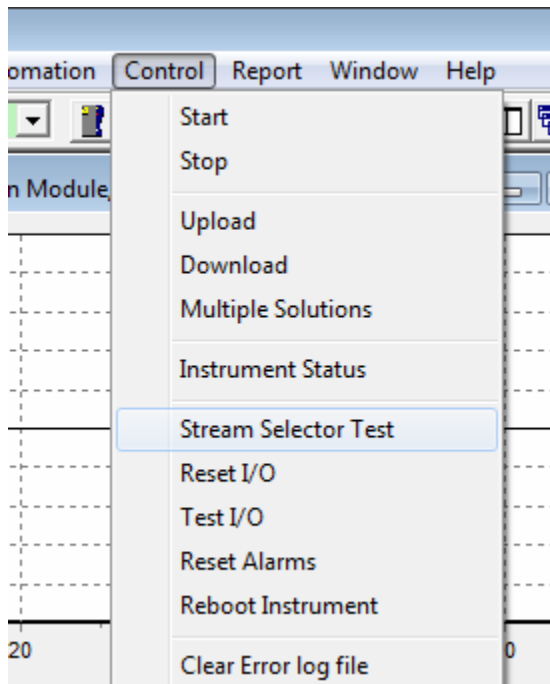 omation Control Report Window Help
Start
Stop
n Module,
Upload
Download
Multiple Solutions
Instrument Status
Stream Selector Test
Reset I/O
Test I/O
Reset Alarms
Reboot Instrument
20 0
Clear Error log file